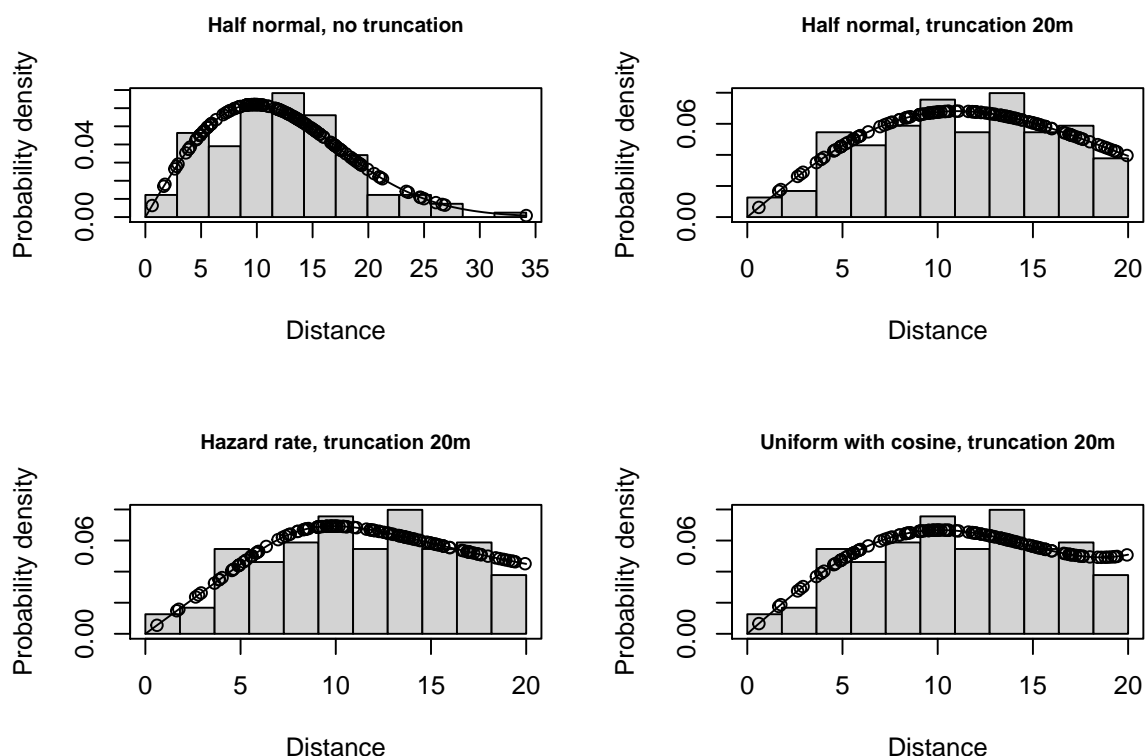 Half normal, no truncation
Probability density
0.00 0.04
0 5 10 15 20 25 30 35
Distance
Half normal, truncation 20m
Probability density
0.00 0.06
0 5 10 15 20
Distance
Hazard rate, truncation 20m
Probability density
0.00 0.06
0 5 10 15 20
Distance
Uniform with cosine, truncation 20m
Probability density
0.00 0.06
0 5 10 15 20
Distance